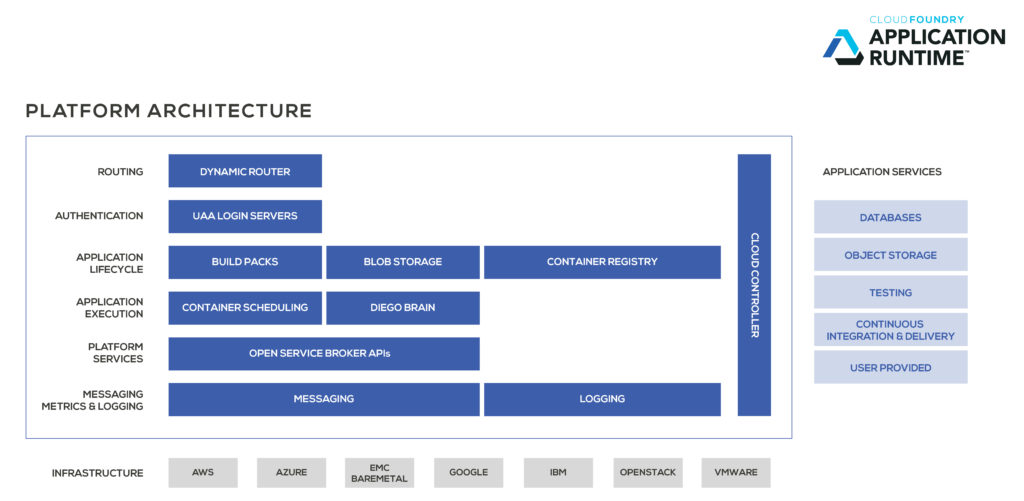 CLOUDFOUNDRY
APPLICATION
RUNTIME™
PLATFORM ARCHITECTURE
ROUTING
DYNAMIC ROUTER
AUTHENTICATION
UAA LOGIN SERVERS
APPLICATION
LIFECYCLE
BUILD PACKS
BLOB STORAGE
CONTAINER REGISTRY
APPLICATION
EXECUTION
CONTAINER SCHEDULING
DIEGO BRAIN
PLATFORM
SERVICES
OPEN SERVICE BROKER APIs
MESSAGING
METRICS & LOGGING
MESSAGING
LOGGING
CLOUD CONTROLLER
APPLICATION SERVICES
DATABASES
OBJECT STORAGE
TESTING
CONTINUOUS
INTEGRATION & DELIVERY
USER PROVIDED
INFRASTRUCTURE
AWS
AZURE
EMC
BAREMETAL
GOOGLE
IBM
OPENSTACK
VMWARE